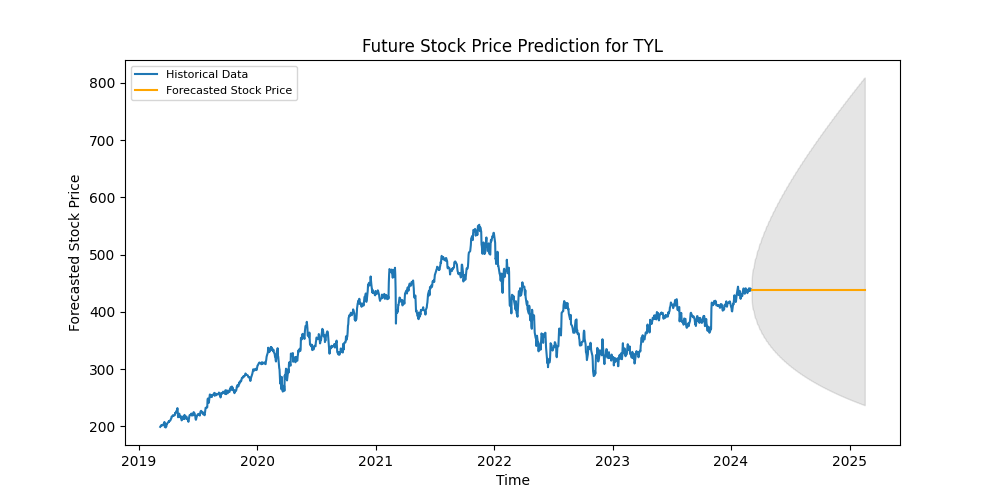 Future Stock Price Prediction for TYL
Historical Data
Forecasted Stock Price
Forecasted Stock Price
800
700
600
500
400
300
200
2019
2020
2021
2022
2023
2024
2025
Time